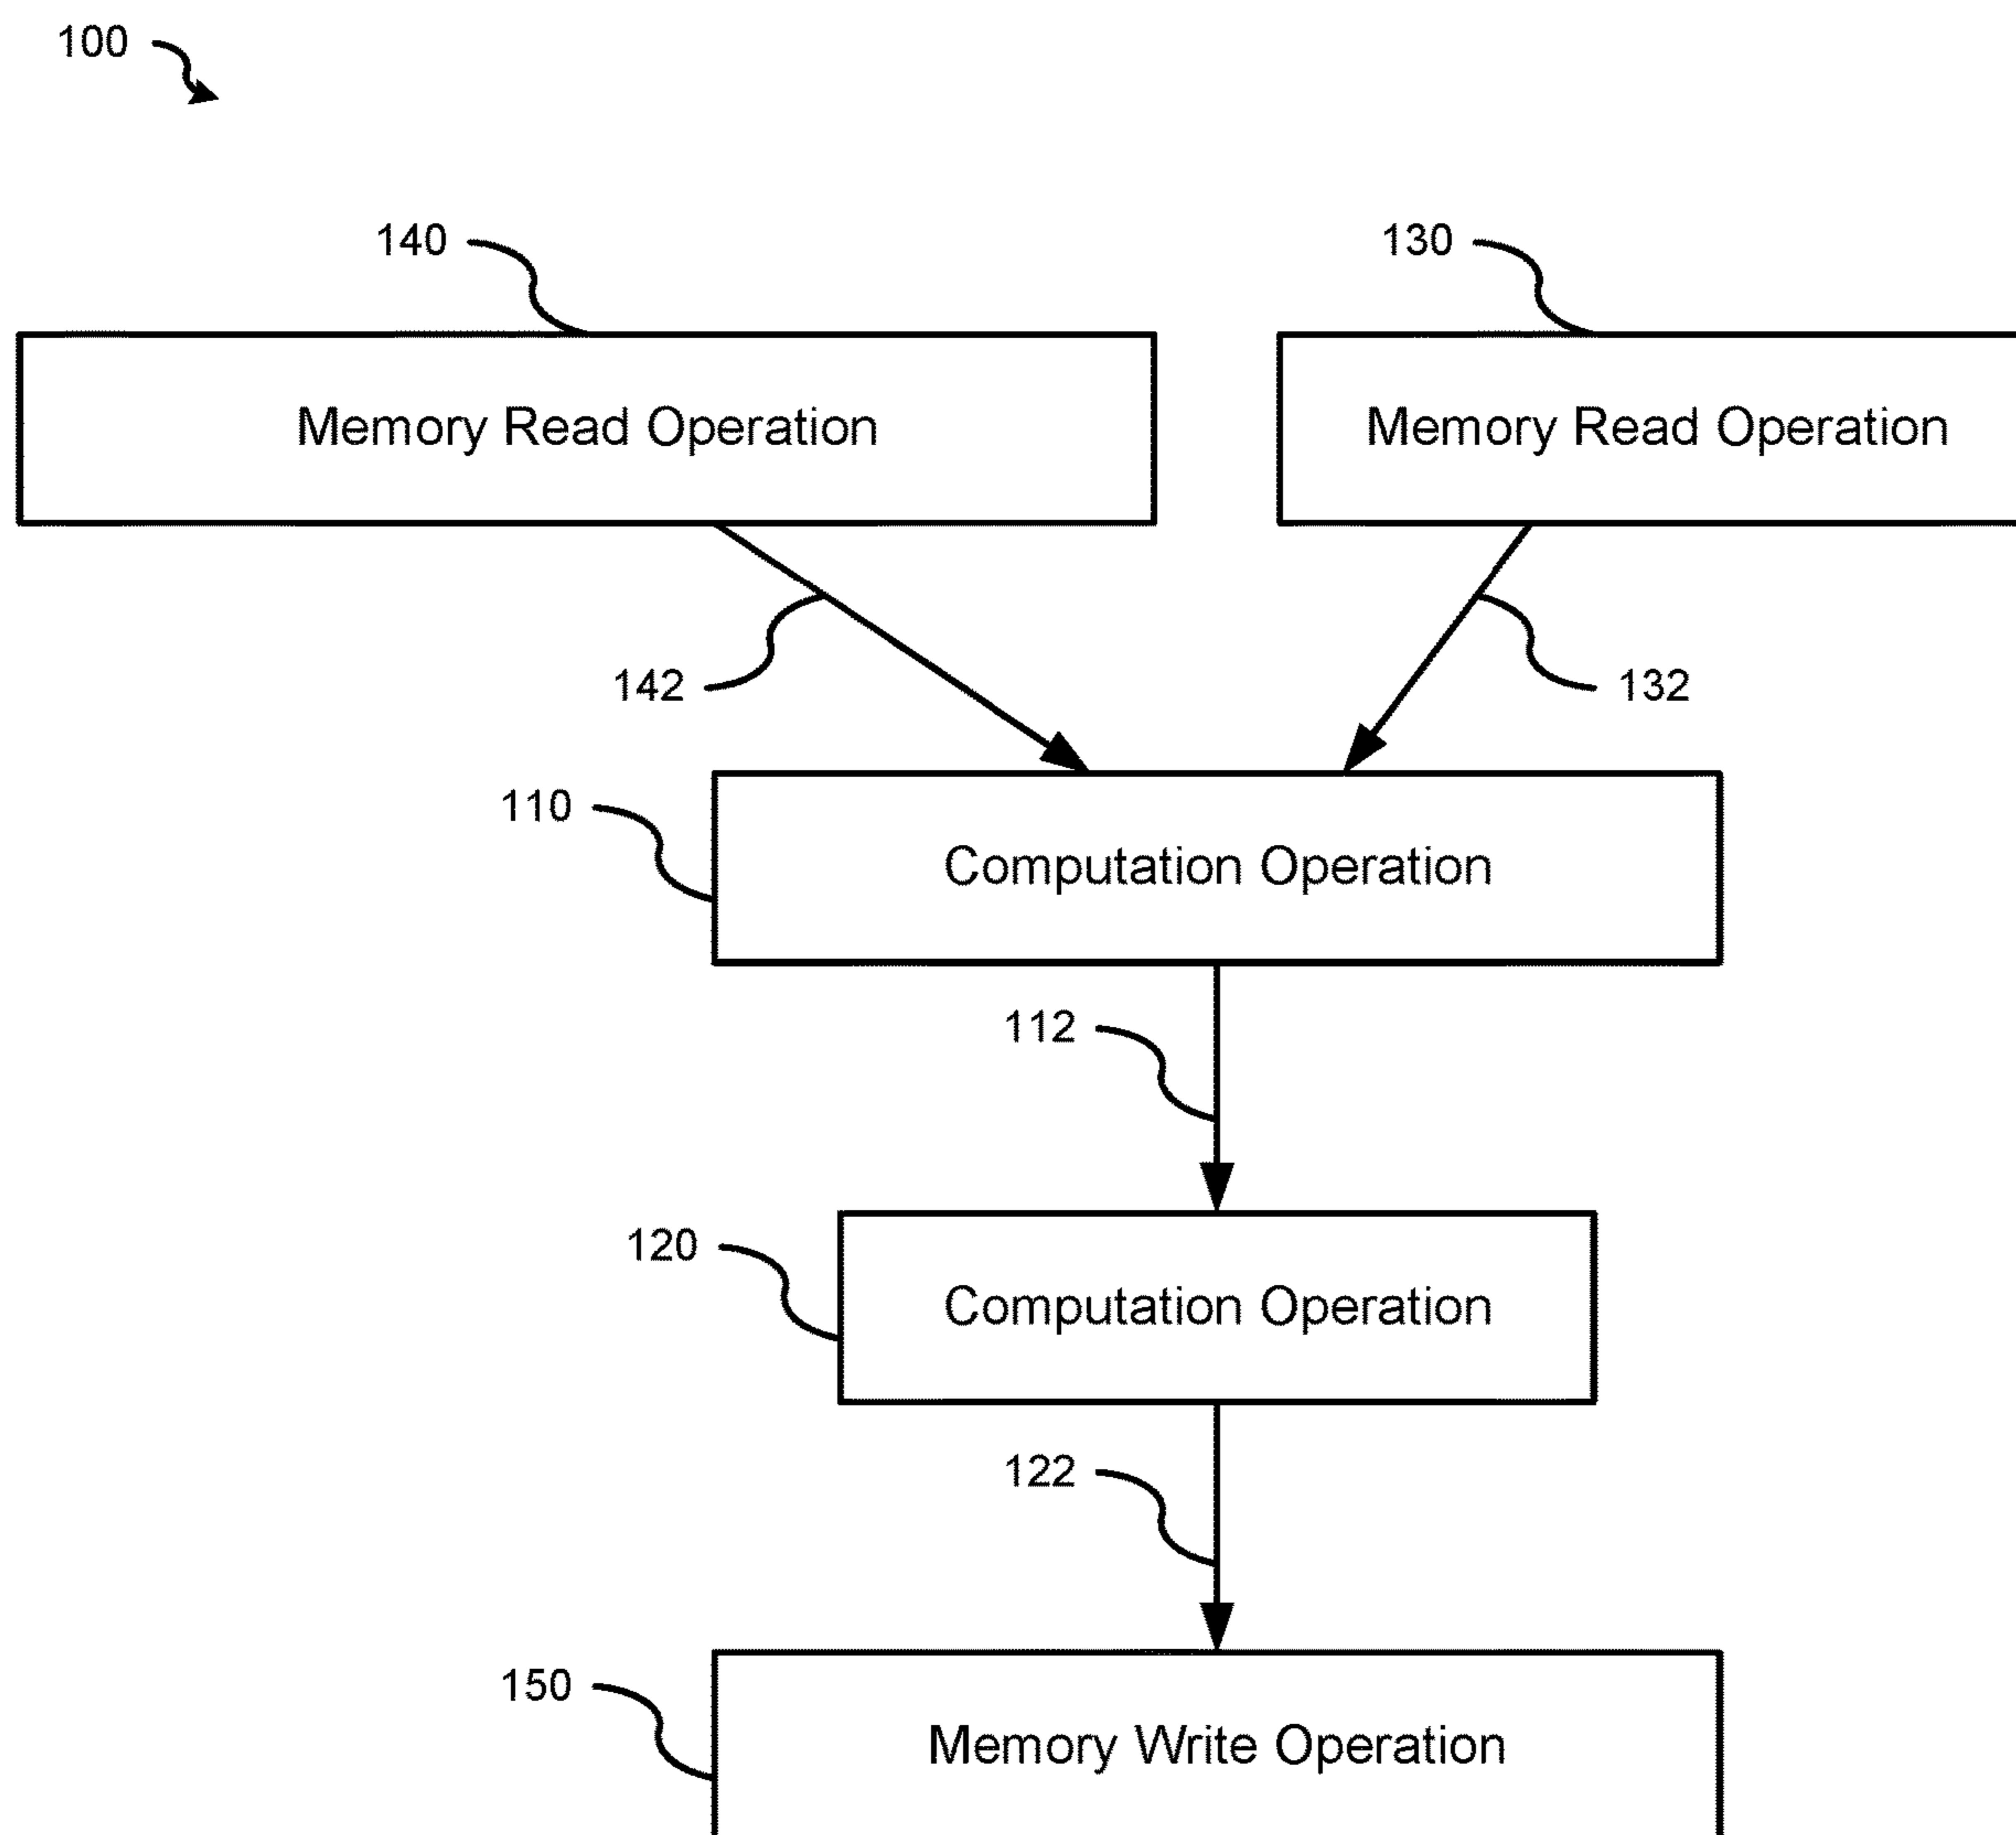 100
140
130
Memory Read Operation
Memory Read Operation
142
132
110
Computation Operation
112
120
Computation Operation
122
150
Memory Write Operation